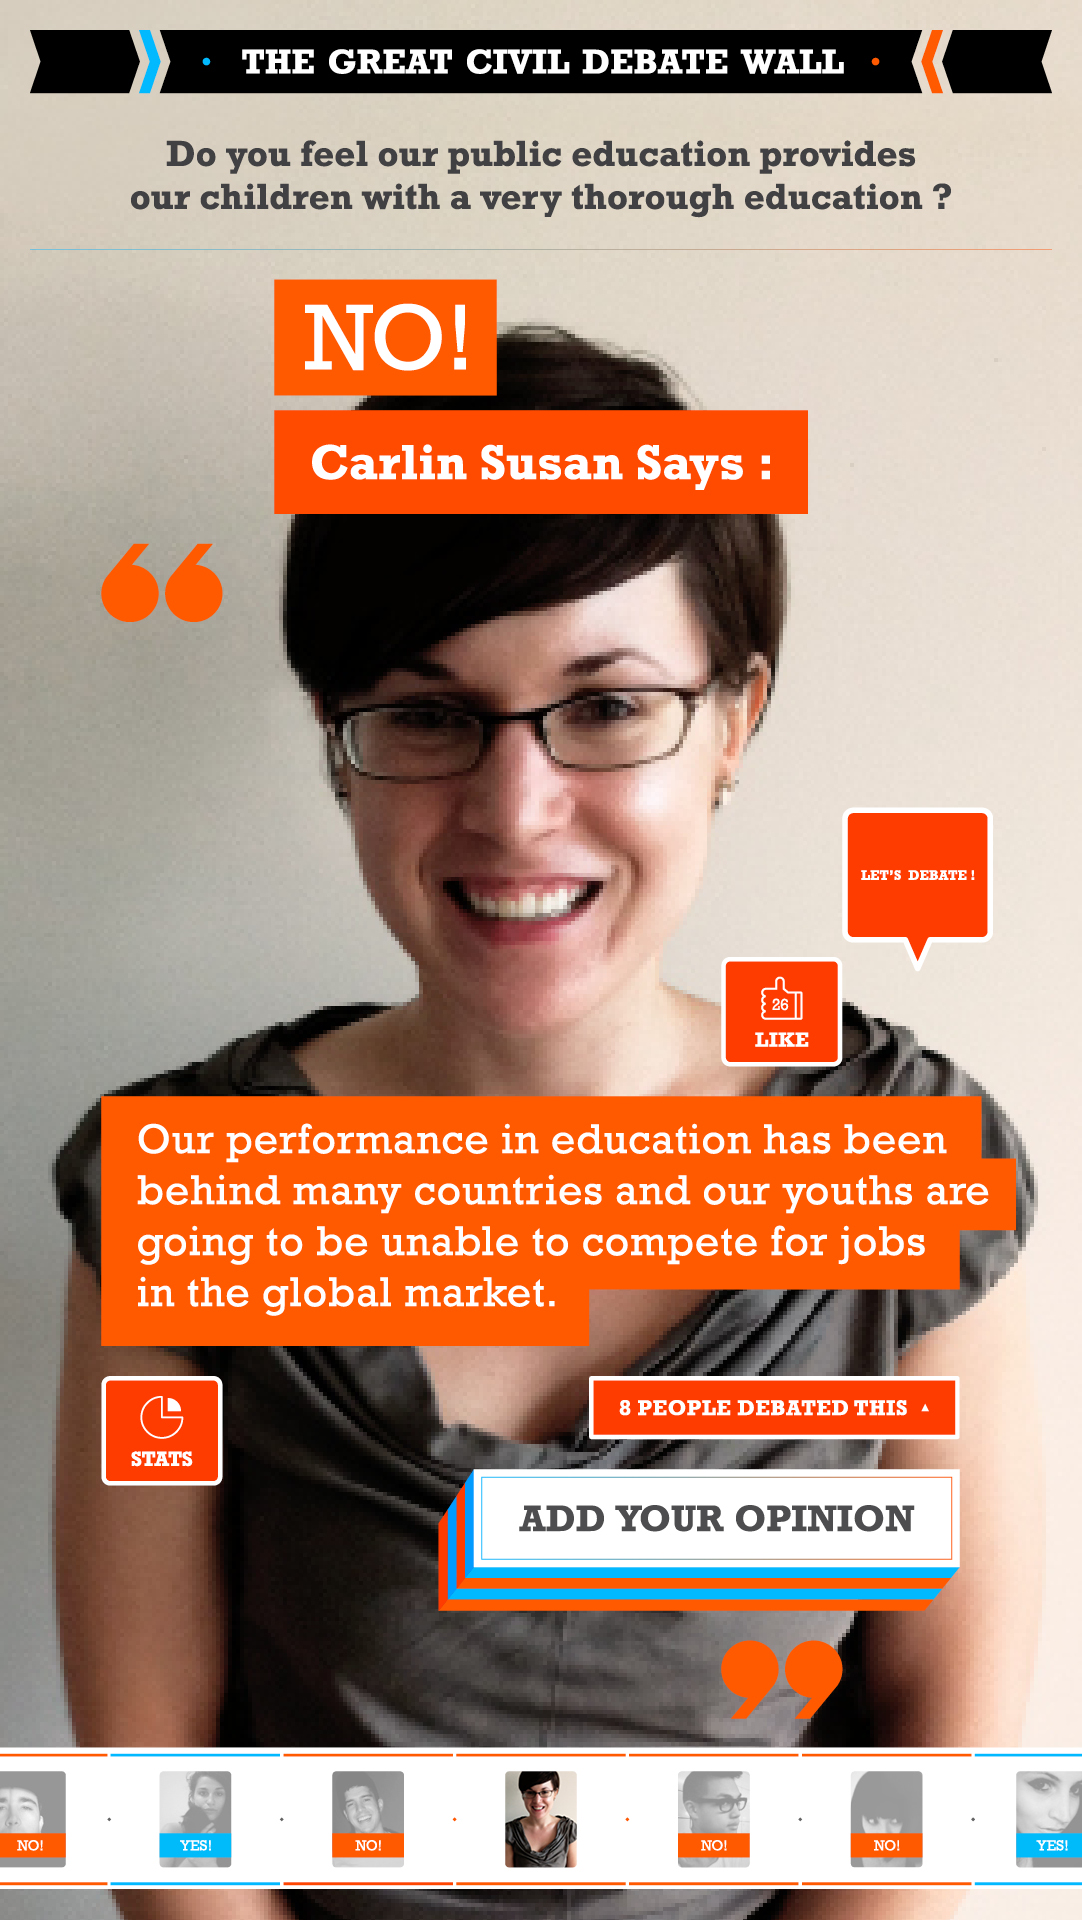 THE GREAT CIVIL DEBATE WALL
Do you feel our public education provides
our children with a very thorough education ?
NO!
Carlin Susan Says :
“
LET'S DEBATE !
26
LIKE
Our performance in education has been
behind many countries and our youths are
going to be unable to compete for jobs
in the global market.
STATS
8 PEOPLE DEBATED THIS ▲
ADD YOUR OPINION
”
NO!
YES!
NO!
NO!
NO!
YES!